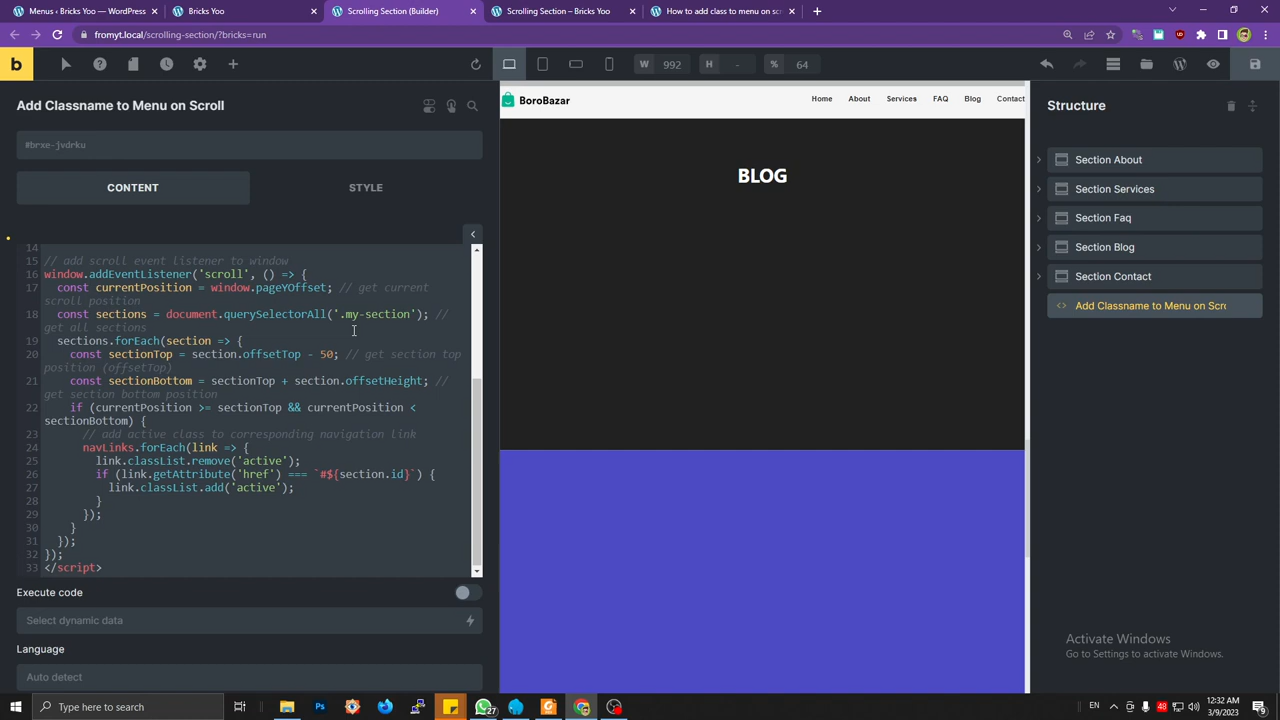 Menus ‹ Bricks Yoo — WordPress
Bricks Yoo
Scrolling Section (Builder)
Scrolling Section – Bricks Yoo
How to add class to menu on scr
fromyt.local/scrolling-section/?bricks=run
b
W 992 H - % 64
Add Classname to Menu on Scroll
#brxe-jvdrku
CONTENT
STYLE
14
15 // add scroll event listener to window
16 window.addEventListener('scroll', () => {
17 const currentPosition = window.pageYOffset; // get current
scroll position
18 const sections = document.querySelectorAll('.my-section'); //
get all sections
19 sections.forEach(section => {
20 const sectionTop = section.offsetTop - 50; // get section top
position (offsetTop)
21 const sectionBottom = sectionTop + section.offsetHeight; //
get section bottom position
22 if (currentPosition >= sectionTop && currentPosition <
sectionBottom) {
23 // add active class to corresponding navigation link
24 navLinks.forEach(link => {
25 link.classList.remove('active');
26 if (link.getAttribute('href') === `#${section.id}`) {
27 link.classList.add('active');
28 }
29 });
30 }
31 });
32 });
33 </script>
Execute code
Select dynamic data
Language
Auto detect
BoroBazar
Home About Services FAQ Blog Contact
BLOG
Structure
Section About
Section Services
Section Faq
Section Blog
Section Contact
Add Classname to Menu on Scro
Activate Windows
Go to Settings to activate Windows.
Type here to search
27
EN
48
12:32 AM
3/9/2023